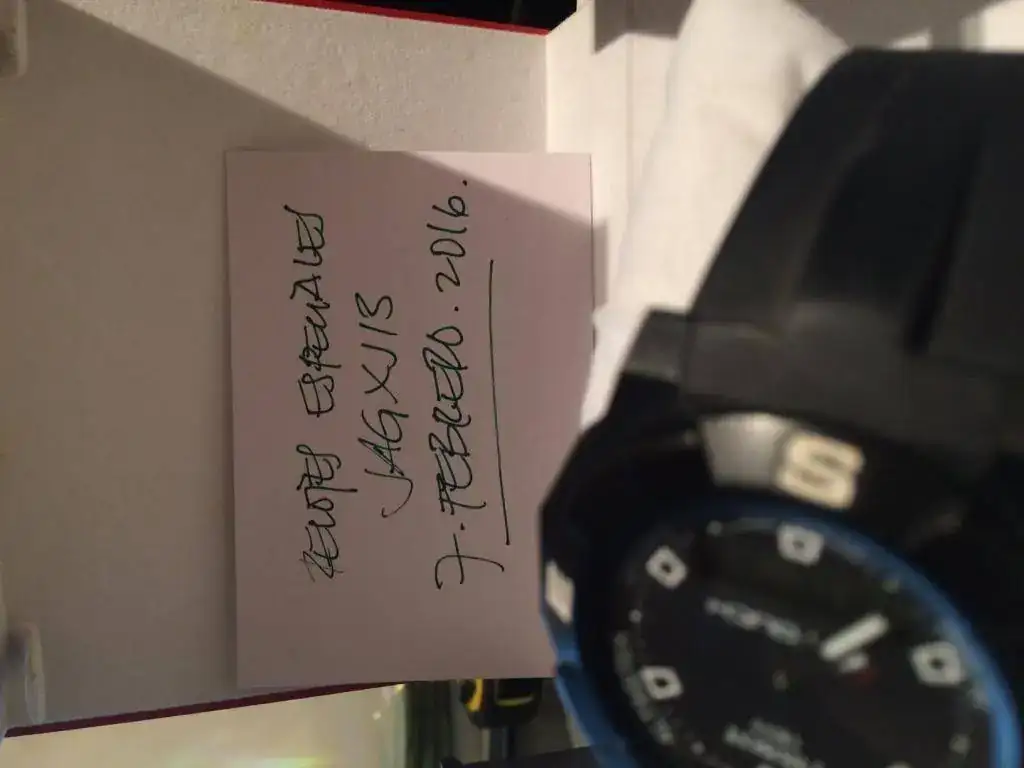 RELOJES ESPECIALES
JAGXJ13
7. FEBRERO. 2016.
S